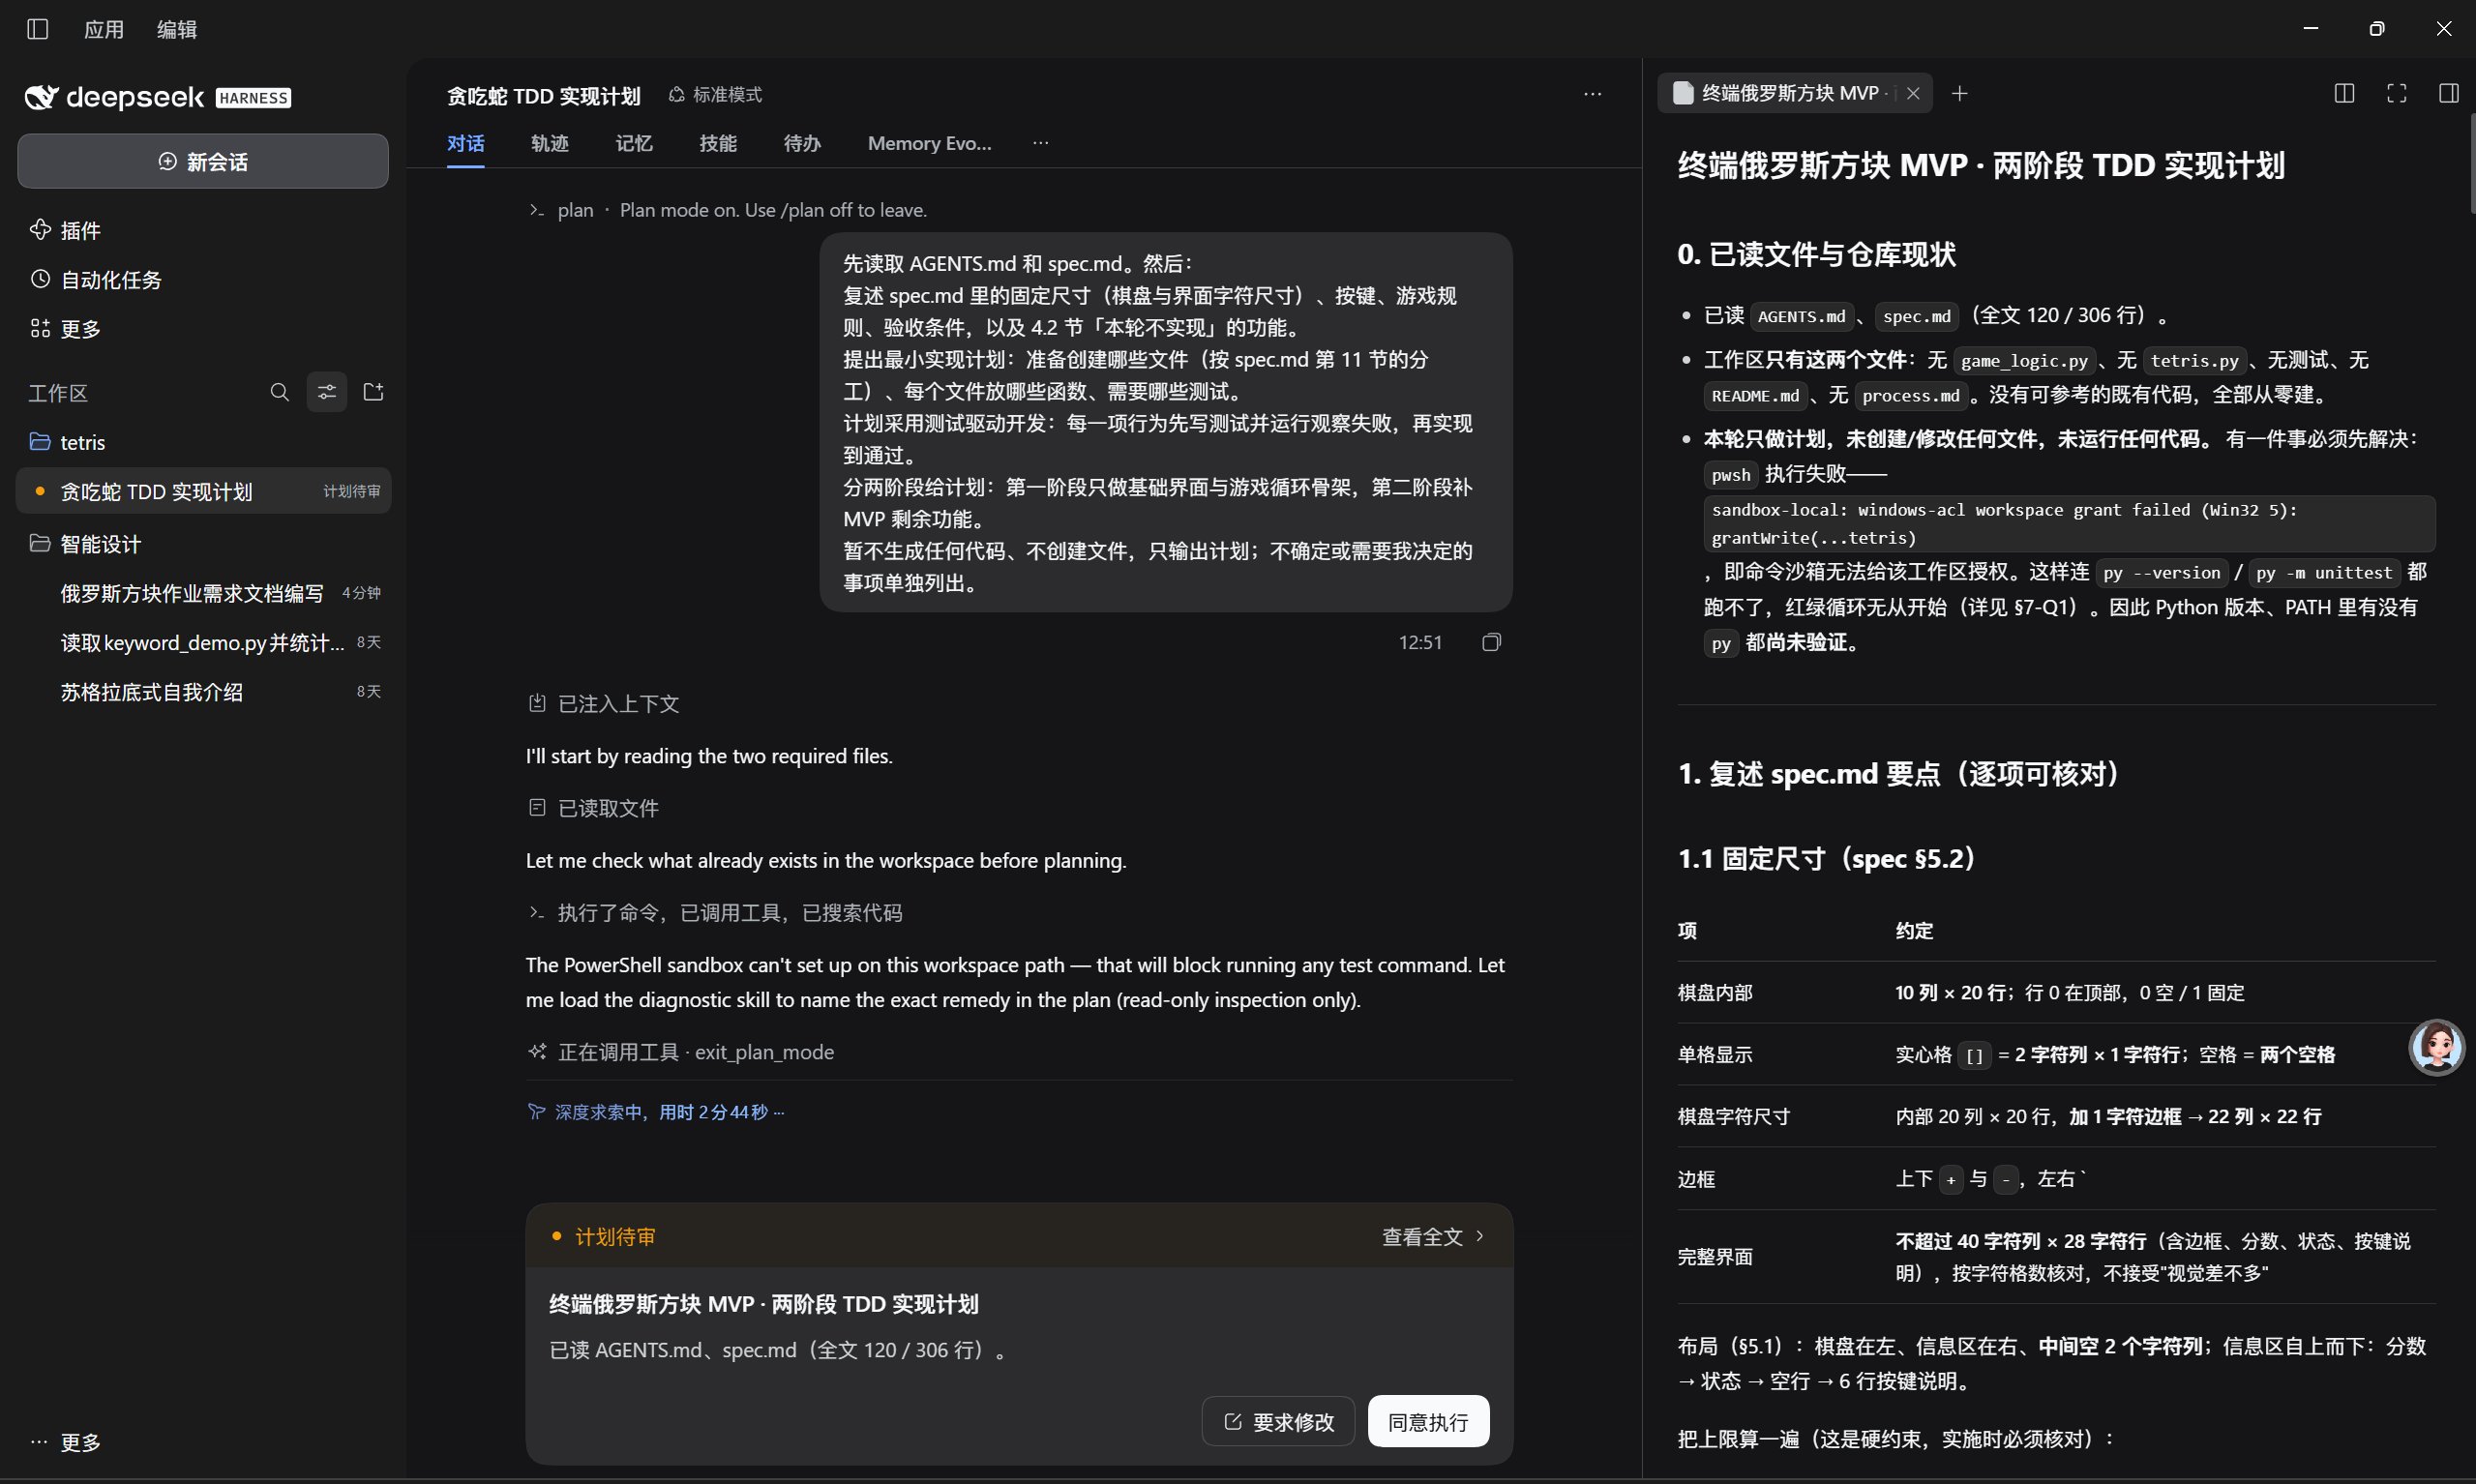 应用 编辑
deepseek HARNESS
新会话
插件
自动化任务
更多
工作区
tetris
贪吃蛇 TDD 实现计划 计划待审
智能设计
俄罗斯方块作业需求文档编写 4分钟
读取keyword_demo.py并统计... 8天
苏格拉底式自我介绍 8天
... 更多
贪吃蛇 TDD 实现计划 标准模式 ...
对话 轨迹 记忆 技能 待办 Memory Evo... ...
>_ plan · Plan mode on. Use /plan off to leave.
先读取 AGENTS.md 和 spec.md。然后：
复述 spec.md 里的固定尺寸（棋盘与界面字符尺寸）、按键、游戏规
则、验收条件，以及 4.2 节「本轮不实现」的功能。
提出最小实现计划：准备创建哪些文件（按 spec.md 第 11 节的分
工）、每个文件放哪些函数、需要哪些测试。
计划采用测试驱动开发：每一项行为先写测试并运行观察失败，再实现
到通过。
分两阶段给计划：第一阶段只做基础界面与游戏循环骨架，第二阶段补
MVP 剩余功能。
暂不生成任何代码、不创建文件，只输出计划；不确定或需要我决定的
事项单独列出。
12:51
已注入上下文
I'll start by reading the two required files.
已读取文件
Let me check what already exists in the workspace before planning.
>_ 执行了命令，已调用工具，已搜索代码
The PowerShell sandbox can't set up on this workspace path — that will block running any test command. Let
me load the diagnostic skill to name the exact remedy in the plan (read-only inspection only).
正在调用工具 · exit_plan_mode
深度求索中，用时 2分44秒 ...
计划待审 查看全文 >
终端俄罗斯方块 MVP · 两阶段 TDD 实现计划
已读 AGENTS.md、spec.md（全文 120 / 306 行）。
要求修改 同意执行
终端俄罗斯方块 MVP ·
终端俄罗斯方块 MVP · 两阶段 TDD 实现计划
0. 已读文件与仓库现状
• 已读 AGENTS.md、spec.md（全文 120 / 306 行）。
• 工作区只有这两个文件：无 game_logic.py、无 tetris.py、无测试、无
README.md、无 process.md。没有可参考的既有代码，全部从零建。
• 本轮只做计划，未创建/修改任何文件，未运行任何代码。有一件事必须先解决：
pwsh 执行失败——
sandbox-local: windows-acl workspace grant failed (Win32 5):
grantWrite(...tetris)
，即命令沙箱无法给该工作区授权。这样连 py --version / py -m unittest 都
跑不了，红绿循环无从开始（详见 §7-Q1）。因此 Python 版本、PATH 里有没有
py 都尚未验证。
1. 复述 spec.md 要点（逐项可核对）
1.1 固定尺寸（spec §5.2）
项 约定
棋盘内部 10 列 × 20 行；行 0 在顶部，0 空 / 1 固定
单格显示 实心格 [] = 2 字符列 × 1 字符行；空格 = 两个空格
棋盘字符尺寸 内部 20 列 × 20 行，加 1 字符边框 → 22 列 × 22 行
边框 上下 + 与 -，左右 `
完整界面 不超过 40 字符列 × 28 字符行（含边框、分数、状态、按键说
明），按字符格数核对，不接受"视觉差不多"
布局（§5.1）：棋盘在左、信息区在右、中间空 2 个字符列；信息区自上而下：分数
→ 状态 → 空行 → 6 行按键说明。
把上限算一遍（这是硬约束，实施时必须核对）：